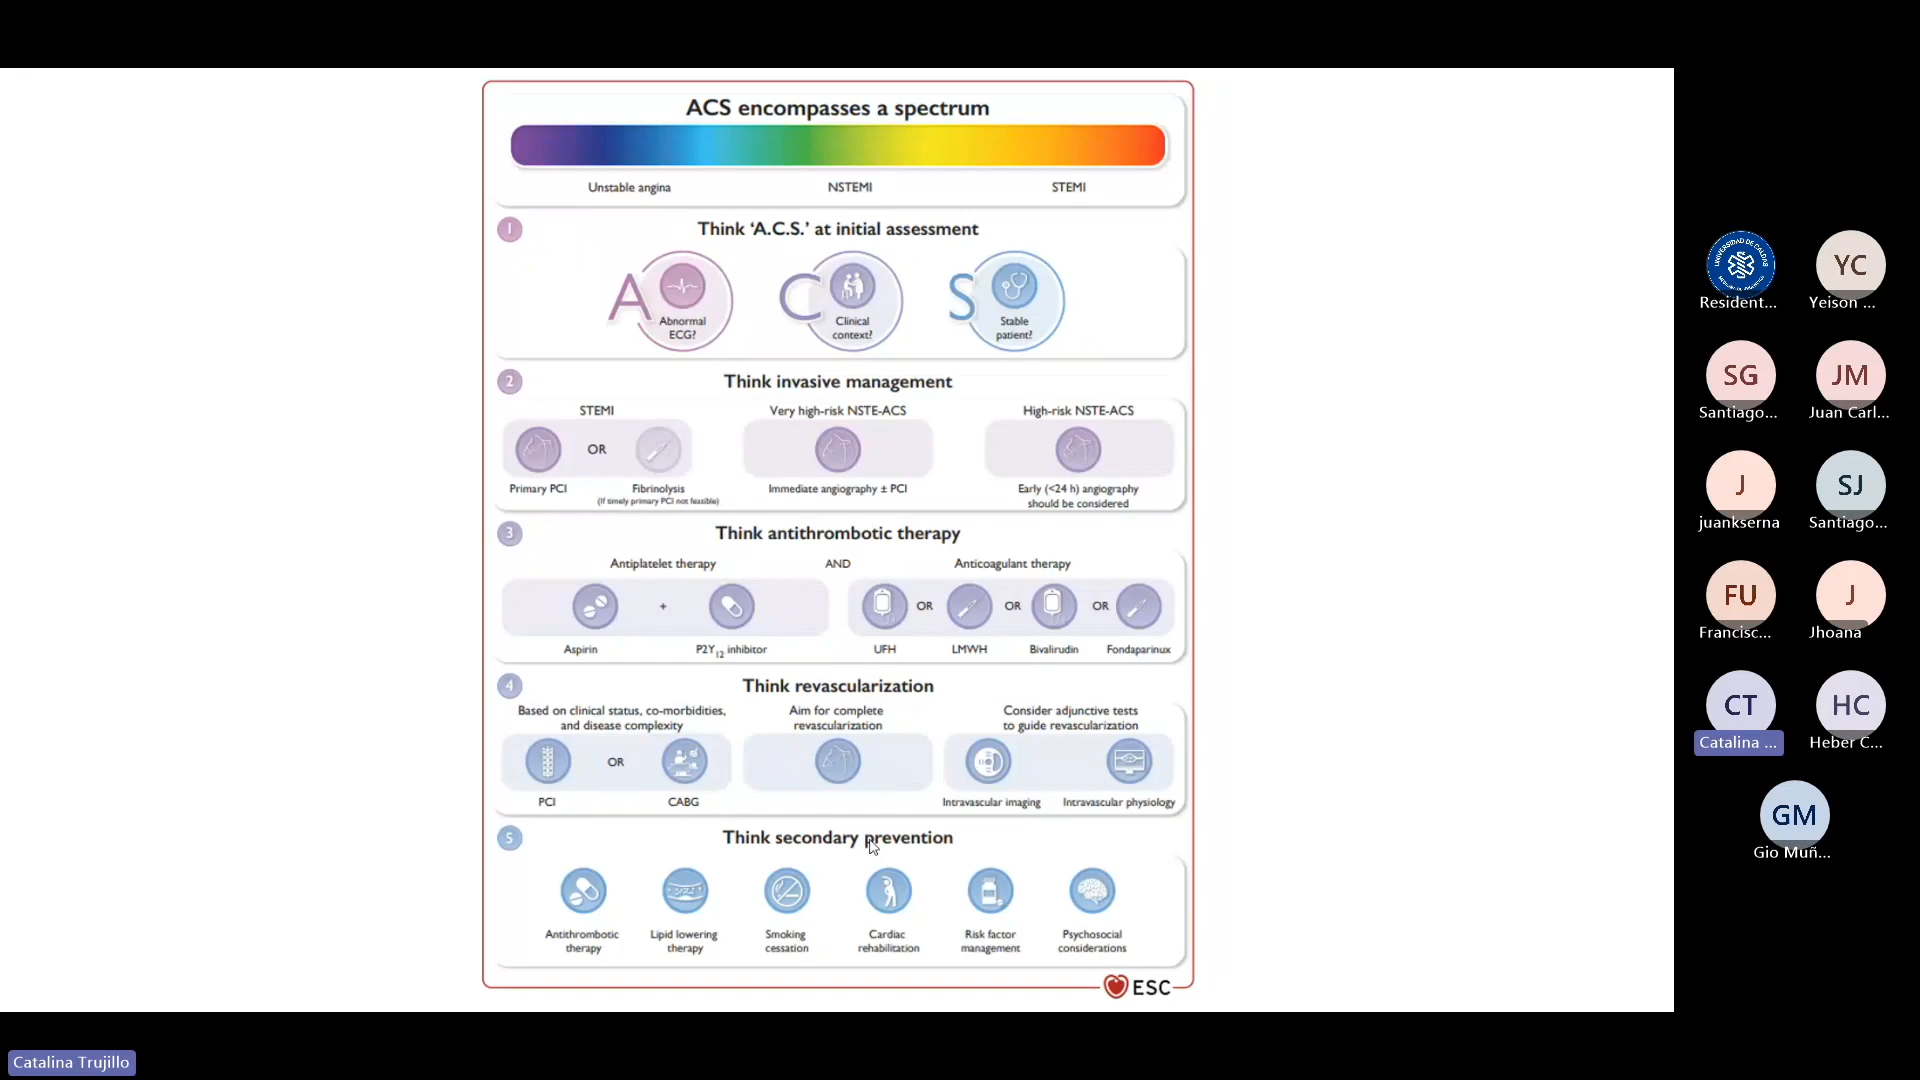 ACS encompasses a spectrum
Unstable angina
NSTEMI
STEMI
1
Think ‘A.C.S.’ at initial assessment
A
Abnormal
ECG?
C
Clinical
context?
S
Stable
patient?
2
Think invasive management
STEMI
Very high-risk NSTE-ACS
High-risk NSTE-ACS
OR
Primary PCI
Fibrinolysis
(If timely primary PCI not feasible)
Immediate angiography ± PCI
Early (<24 h) angiography
should be considered
3
Think antithrombotic therapy
Antiplatelet therapy
AND
Anticoagulant therapy
+
OR
OR
OR
Aspirin
P2Y12 inhibitor
UFH
LMWH
Bivalirudin
Fondaparinux
4
Think revascularization
Based on clinical status, co-morbidities,
and disease complexity
Aim for complete
revascularization
Consider adjunctive tests
to guide revascularization
OR
PCI
CABG
Intravascular imaging
Intravascular physiology
5
Think secondary prevention
Antithrombotic
therapy
Lipid lowering
therapy
Smoking
cessation
Cardiac
rehabilitation
Risk factor
management
Psychosocial
considerations
ESC
UNIVERSIDAD DE CALDAS
Resident...
YC
Yeison ...
SG
Santiago...
JM
Juan Carl...
J
juankserna
SJ
Santiago...
FU
Francisc...
J
Jhoana
CT
Catalina ...
HC
Heber C...
GM
Gio Muñ...
Catalina Trujillo